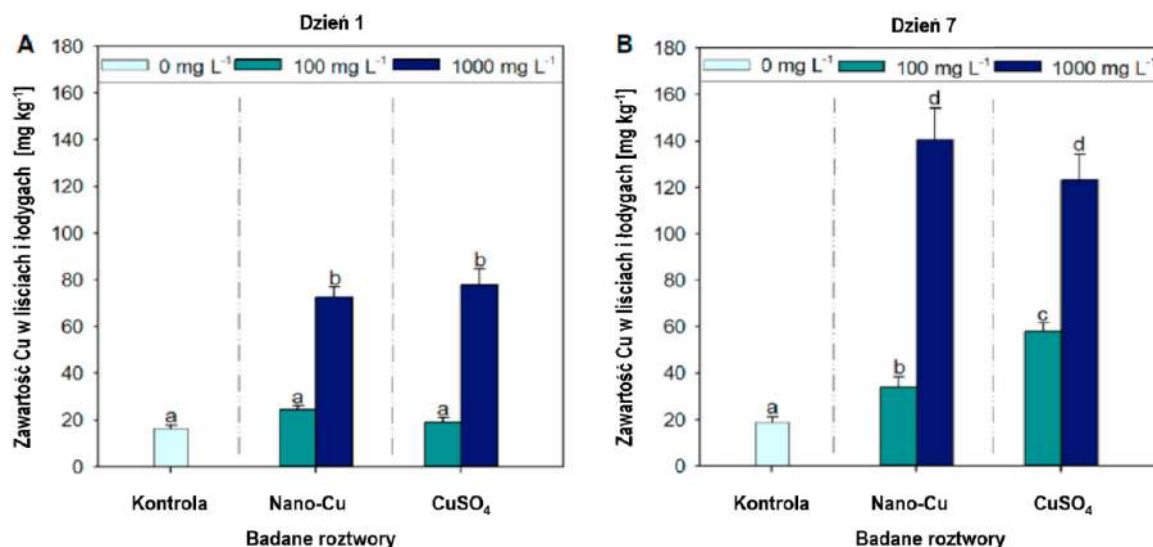 Dzień 1
A
180
160
140
120
100
80
60
40
20
0
Zawartość Cu w liściach i łodygach [mg kg⁻¹]
0 mg L⁻¹ 100 mg L⁻¹ 1000 mg L⁻¹
a
a
b
a
b
Kontrola Nano-Cu CuSO₄
Badane roztwory
Dzień 7
B
180
160
140
120
100
80
60
40
20
0
Zawartość Cu w liściach i łodygach [mg kg⁻¹]
0 mg L⁻¹ 100 mg L⁻¹ 1000 mg L⁻¹
a
b
d
c
d
Kontrola Nano-Cu CuSO₄
Badane roztwory